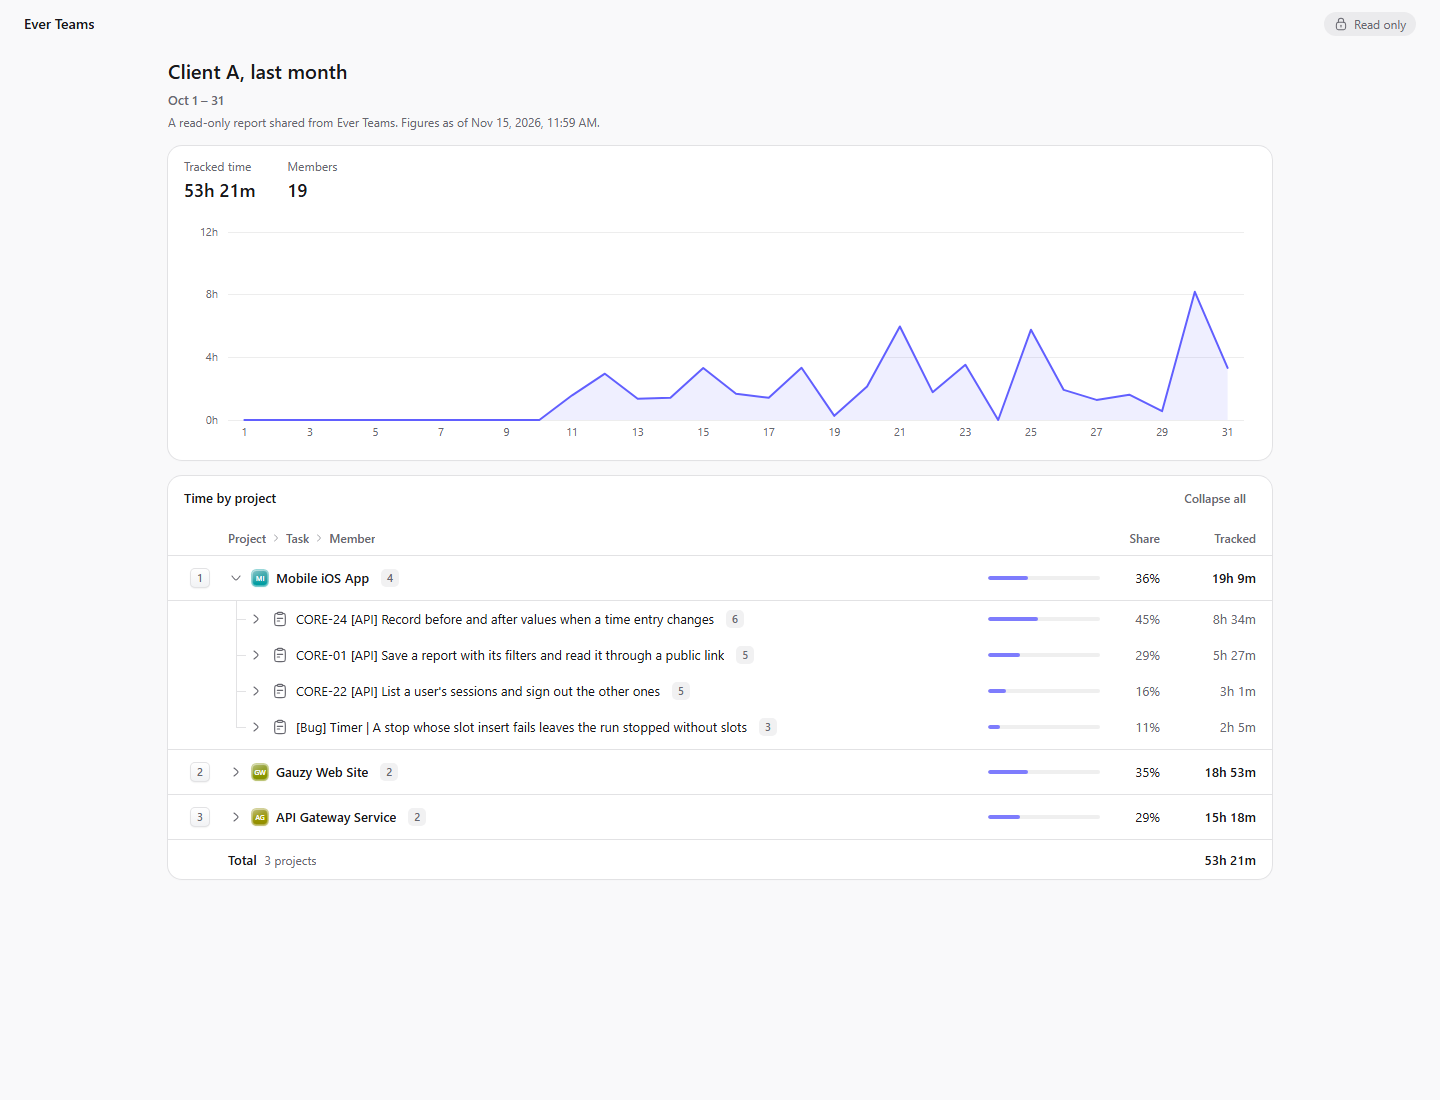 Ever Teams
Read only
Client A, last month
Oct 1 – 31
A read-only report shared from Ever Teams. Figures as of Nov 15, 2026, 11:59 AM.
Tracked time
Members
53h 21m
19
12h
8h
4h
0h
1 3 5 7 9 11 13 15 17 19 21 23 25 27 29 31
Time by project
Collapse all
Project Task Member Share Tracked
1 MI Mobile iOS App 4 36% 19h 9m
CORE-24 [API] Record before and after values when a time entry changes 6 45% 8h 34m
CORE-01 [API] Save a report with its filters and read it through a public link 5 29% 5h 27m
CORE-22 [API] List a user's sessions and sign out the other ones 5 16% 3h 1m
[Bug] Timer | A stop whose slot insert fails leaves the run stopped without slots 3 11% 2h 5m
2 GW Gauzy Web Site 2 35% 18h 53m
3 AG API Gateway Service 2 29% 15h 18m
Total 3 projects 53h 21m